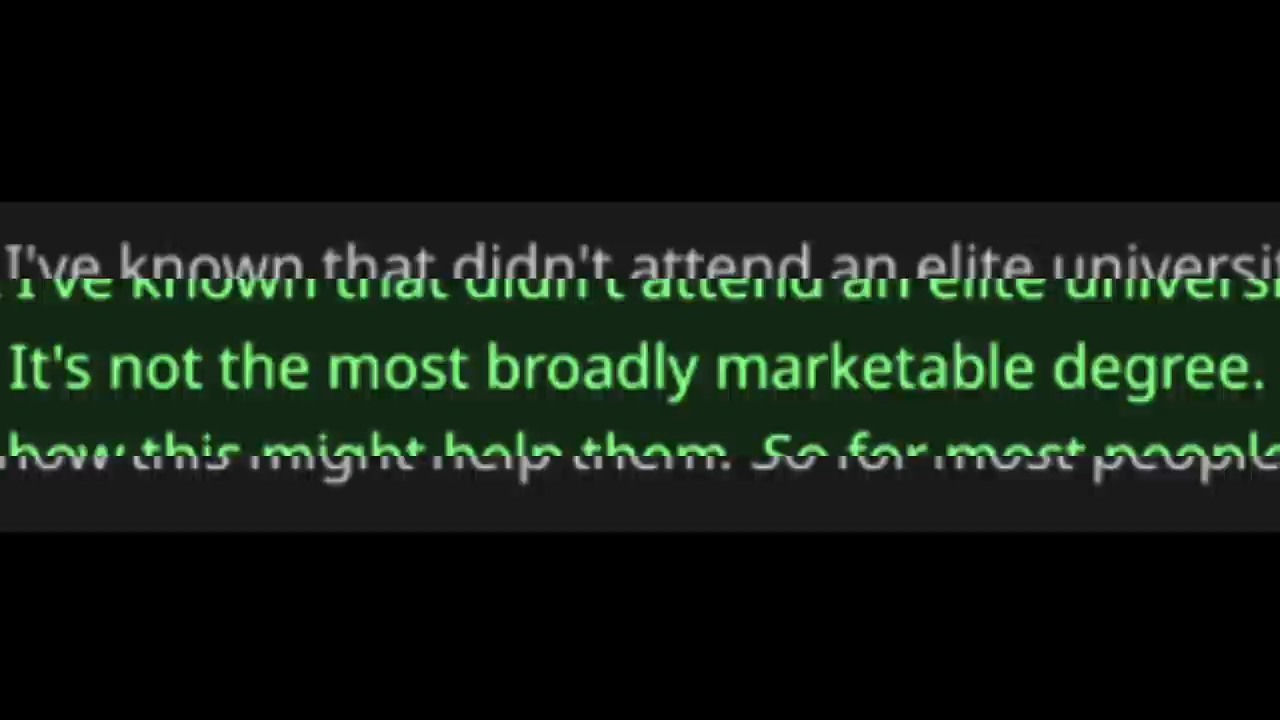 I've known that didn't attend an elite universi
It's not the most broadly marketable degree.
how this might help them. So for most people